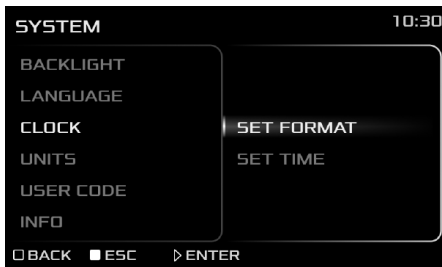 SYSTEM 10:30
BACKLIGHT
LANGUAGE
CLOCK SET FORMAT
UNITS SET TIME
USER CODE
INFO
BACK ESC ENTER